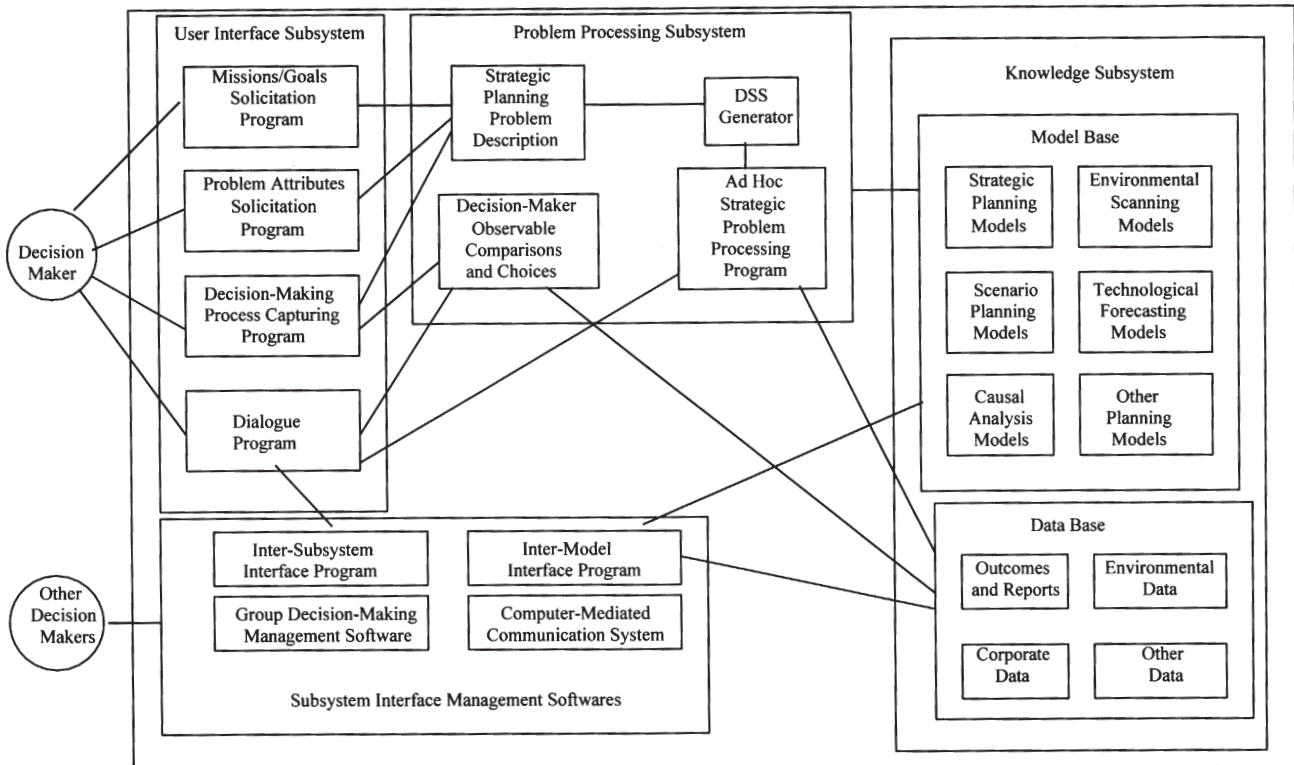 User Interface Subsystem
Missions/Goals
Solicitation
Program
Problem Attributes
Solicitation
Program
Decision-Making
Process Capturing
Program
Dialogue
Program
Decision
Maker
Problem Processing Subsystem
Strategic
Planning
Problem
Description
DSS
Generator
Decision-Maker
Observable
Comparisons
and Choices
Ad Hoc
Strategic
Problem
Processing
Program
Knowledge Subsystem
Model Base
Strategic
Planning
Models
Environmental
Scanning
Models
Scenario
Planning
Models
Technological
Forecasting
Models
Causal
Analysis
Models
Other
Planning
Models
Data Base
Outcomes
and Reports
Environmental
Data
Corporate
Data
Other
Data
Other
Decision
Makers
Inter-Subsystem
Interface Program
Inter-Model
Interface Program
Group Decision-Making
Management Software
Computer-Mediated
Communication System
Subsystem Interface Management Softwares